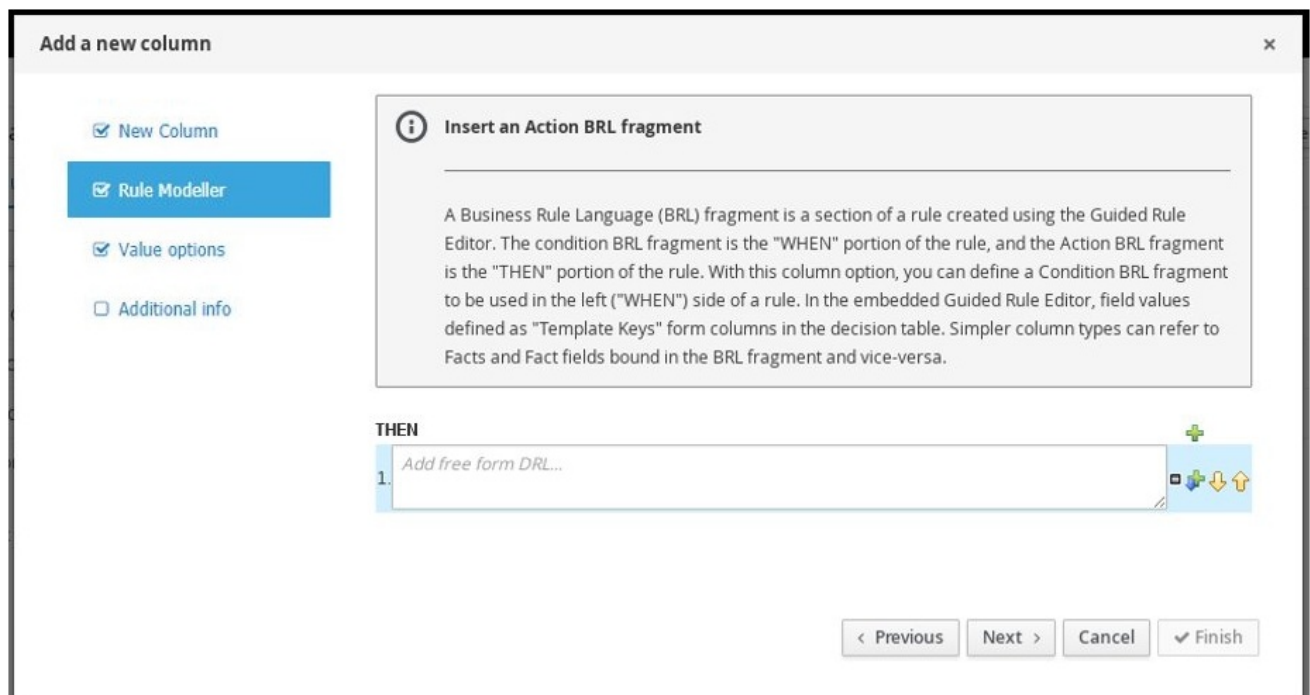 Add a new column
×
New Column
Rule Modeller
Value options
Additional info
Insert an Action BRL fragment
A Business Rule Language (BRL) fragment is a section of a rule created using the Guided Rule
Editor. The condition BRL fragment is the "WHEN" portion of the rule, and the Action BRL fragment
is the "THEN" portion of the rule. With this column option, you can define a Condition BRL fragment
to be used in the left ("WHEN") side of a rule. In the embedded Guided Rule Editor, field values
defined as "Template Keys" form columns in the decision table. Simpler column types can refer to
Facts and Fact fields bound in the BRL fragment and vice-versa.
THEN
1. Add free form DRL...
< Previous Next > Cancel Finish